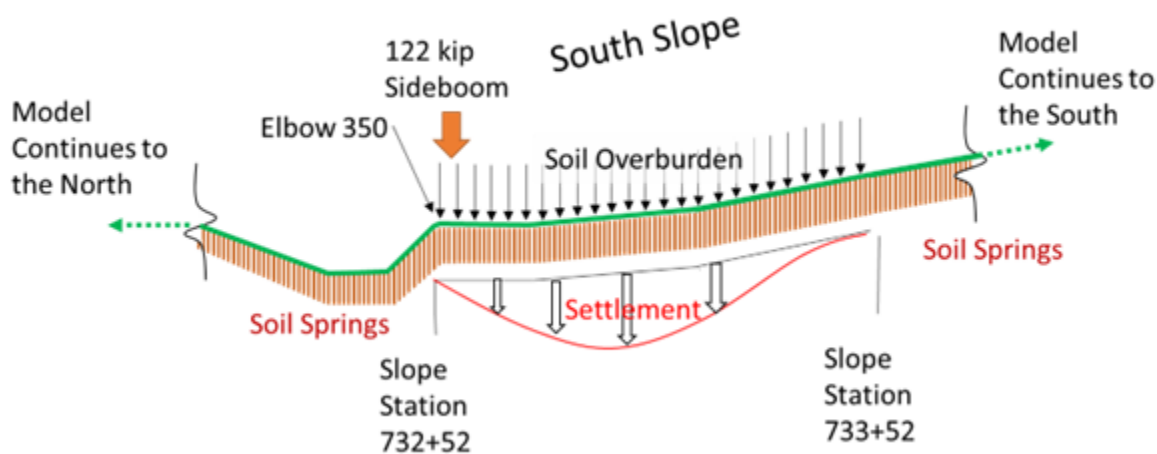 South Slope
122 kip
Sideboom
Model
Continues to
the South
Model
Continues to
the North
Elbow 350
Soil Overburden
Soil Springs
Settlement
Soil Springs
Slope
Station
732+52
Slope
Station
733+52